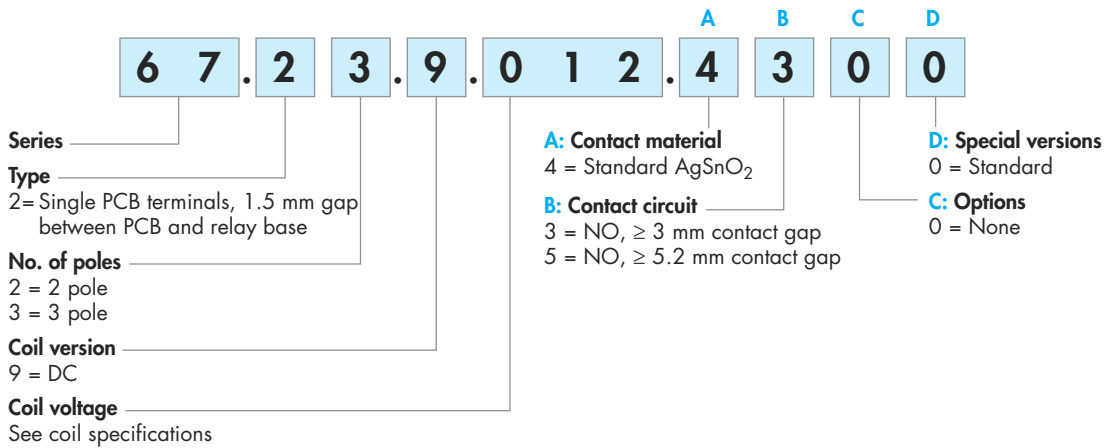 A B C D
6 7 . 2 3 . 9 . 0 1 2 . 4 3 0 0
Series
Type
2= Single PCB terminals, 1.5 mm gap
between PCB and relay base
No. of poles
2 = 2 pole
3 = 3 pole
Coil version
9 = DC
Coil voltage
See coil specifications
A: Contact material
4 = Standard AgSnO₂
B: Contact circuit
3 = NO, ≥ 3 mm contact gap
5 = NO, ≥ 5.2 mm contact gap
D: Special versions
0 = Standard
C: Options
0 = None